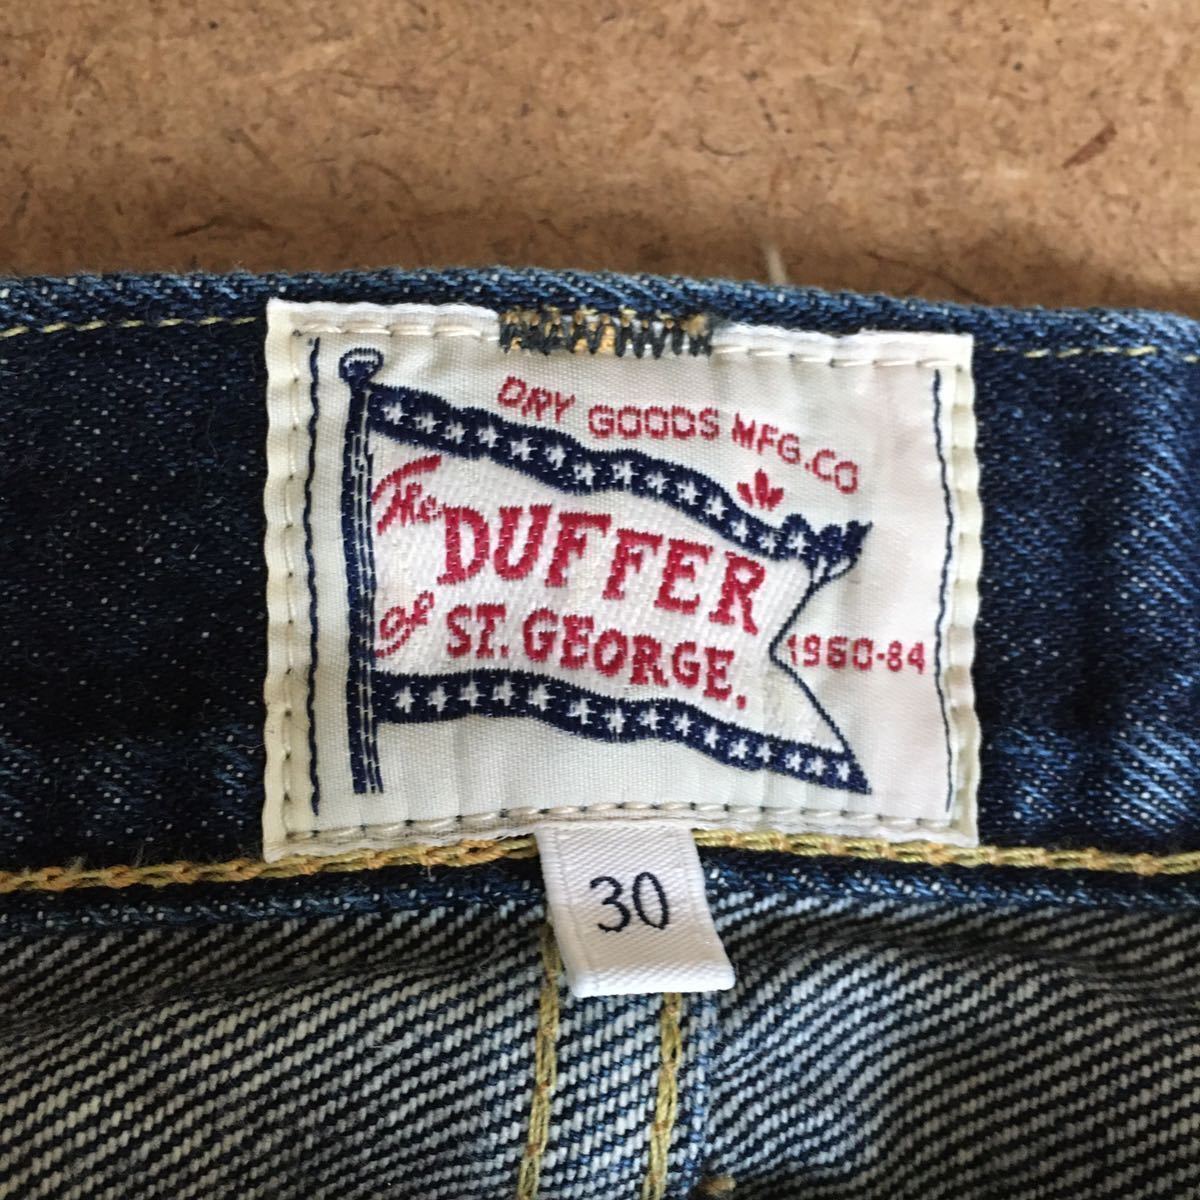 DRY GOODS MFG.CO
The DUFFER
of ST. GEORGE.
1960-84
30